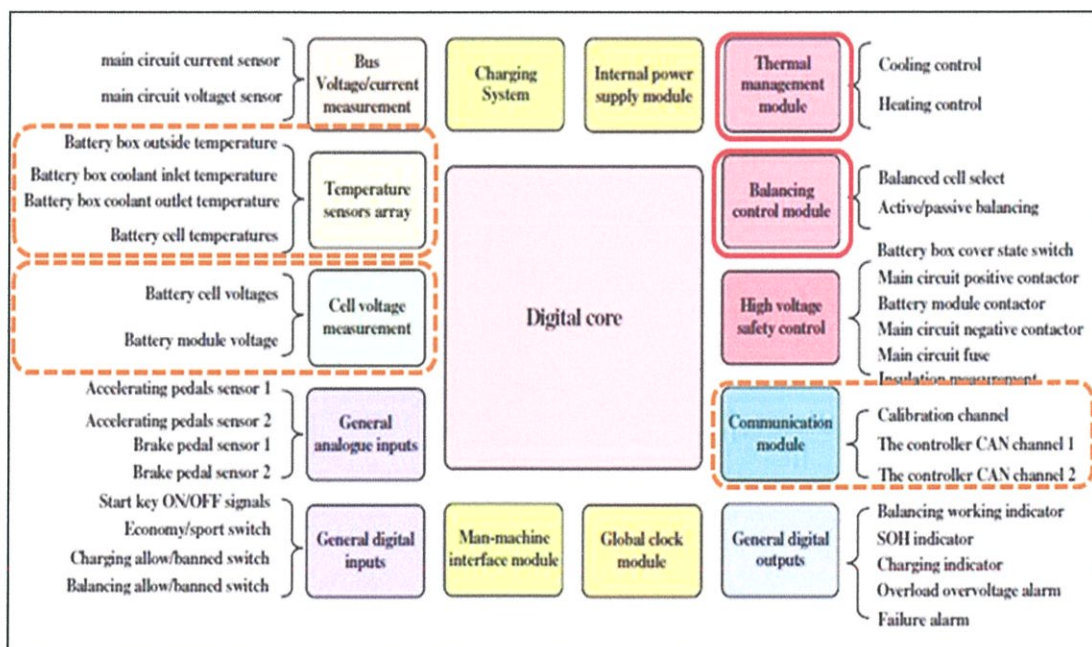 main circuit current sensor
main circuit voltaget sensor
Bus
Voltage/current
measurement
Charging
System
Internal power
supply module
Thermal
management
module
Cooling control
Heating control
Battery box outside temperature
Battery box coolant inlet temperature
Battery box coolant outlet temperature
Battery cell temperatures
Temperature
sensors array
Balancing
control module
Balanced cell select
Active/passive balancing
Battery cell voltages
Battery module voltage
Cell voltage
measurement
Digital core
High voltage
safety control
Battery box cover state switch
Main circuit positive contactor
Battery module contactor
Main circuit negative contactor
Main circuit fuse
Insulation measurement
Accelerating pedals sensor 1
Accelerating pedals sensor 2
Brake pedal sensor 1
Brake pedal sensor 2
General
analogue inputs
Communication
module
Calibration channel
The controller CAN channel 1
The controller CAN channel 2
Start key ON/OFF signals
Economy/sport switch
Charging allow/banned switch
Balancing allow/banned switch
General digital
inputs
Man-machine
interface module
Global clock
module
General digital
outputs
Balancing working indicator
SOH indicator
Charging indicator
Overload overvoltage alarm
Failure alarm